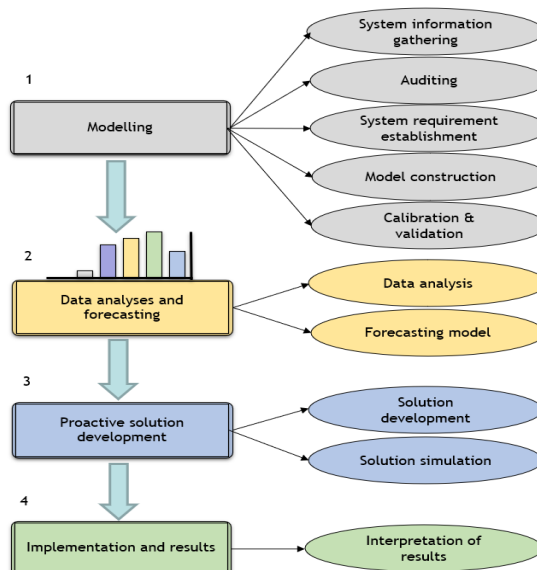 System information
gathering
1
Auditing
Modelling
System requirement
establishment
Model construction
Calibration &
validation
2
Data analyses and
forecasting
Data analysis
Forecasting model
3
Proactive solution
development
Solution
development
Solution simulation
4
Implementation and results
Interpretation of
results